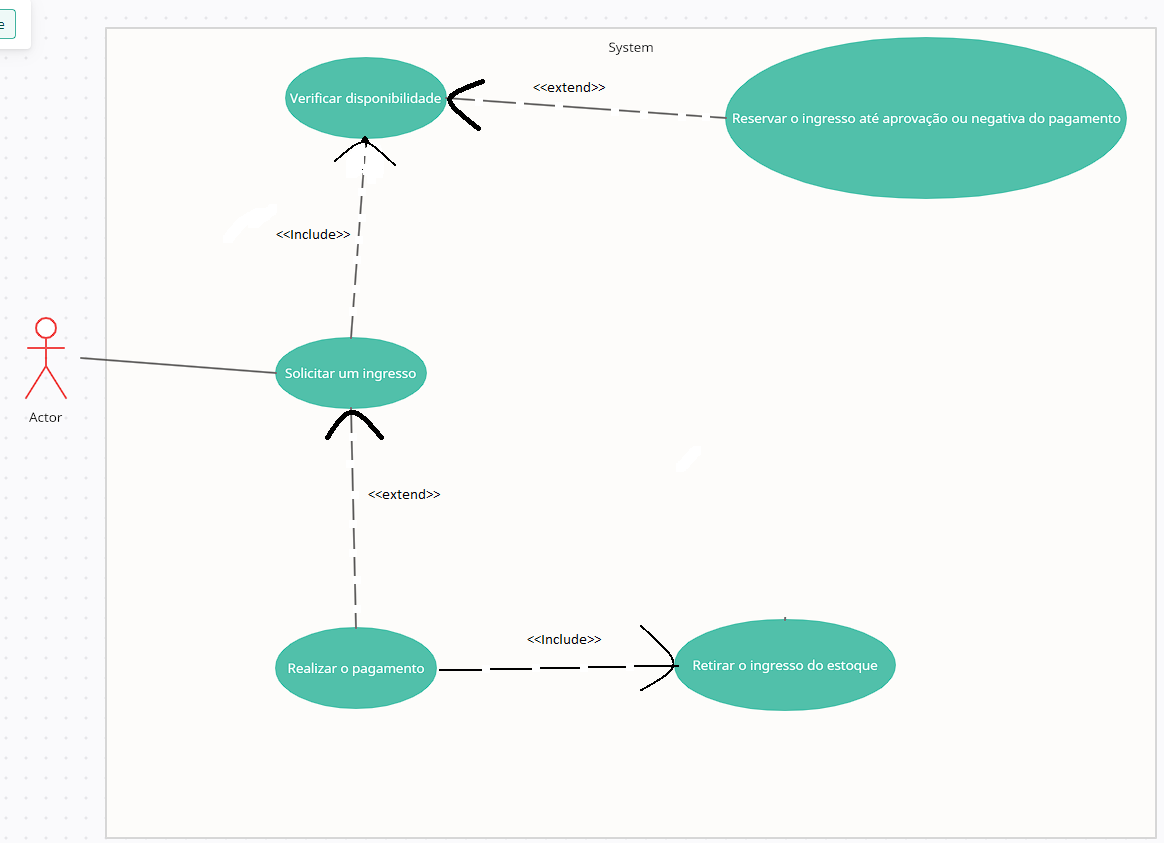 e
System
Verificar disponibilidade
<<extend>>
Reservar o ingresso até aprovação ou negativa do pagamento
<<Include>>
Solicitar um ingresso
Actor
<<extend>>
Realizar o pagamento
<<Include>>
Retirar o ingresso do estoque